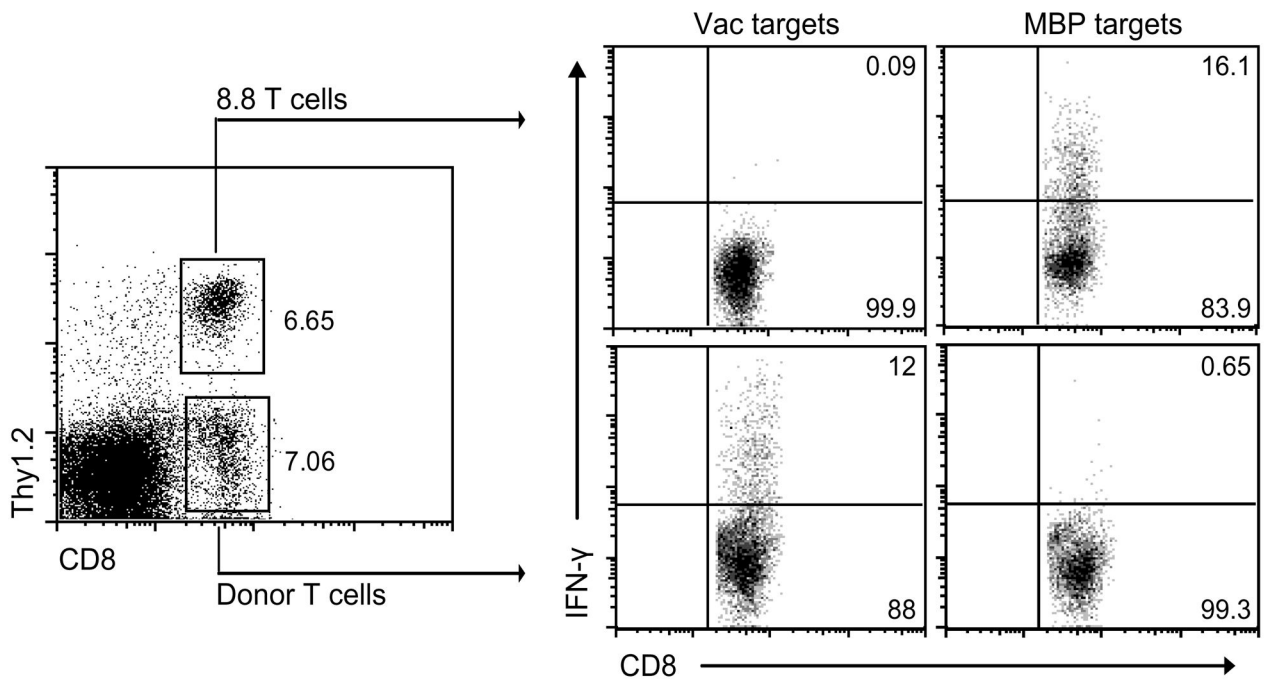 Vac targets
MBP targets
8.8 T cells
0.09
16.1
99.9
83.9
6.65
7.06
12
0.65
88
99.3
Thy1.2
CD8
Donor T cells
IFN-γ
CD8